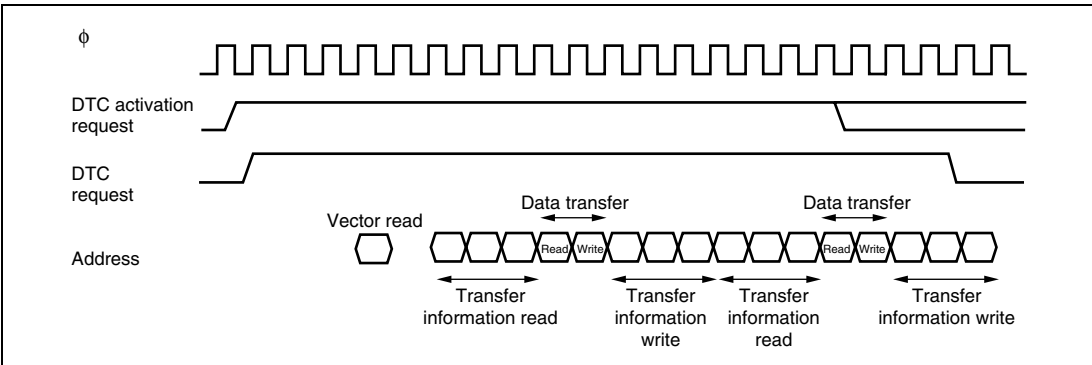 ϕ
DTC activation
request
DTC
request
Data transfer
Data transfer
Vector read
Address
Read Write
Read Write
Transfer
information read
Transfer
information
write
Transfer
information
read
Transfer
information write